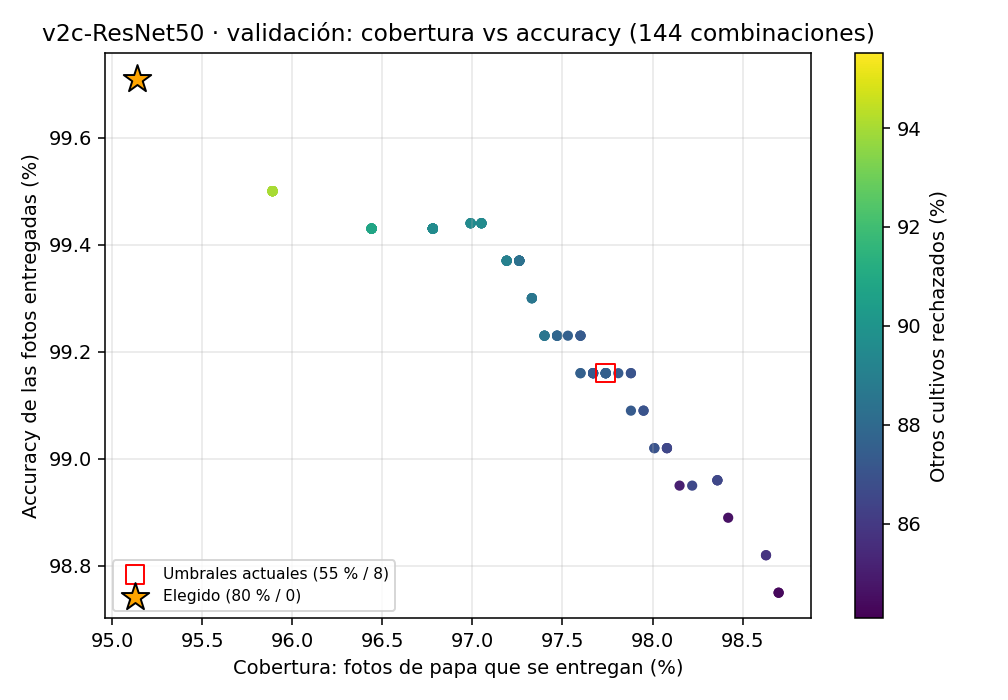 v2c-ResNet50 · validación: cobertura vs accuracy (144 combinaciones)
Accuracy de las fotos entregadas (%)
99.6
99.4
99.2
99.0
98.8
95.0 95.5 96.0 96.5 97.0 97.5 98.0 98.5
Cobertura: fotos de papa que se entregan (%)
Umbrales actuales (55 % / 8)
Elegido (80 % / 0)
94
92
90
88
86
Otros cultivos rechazados (%)